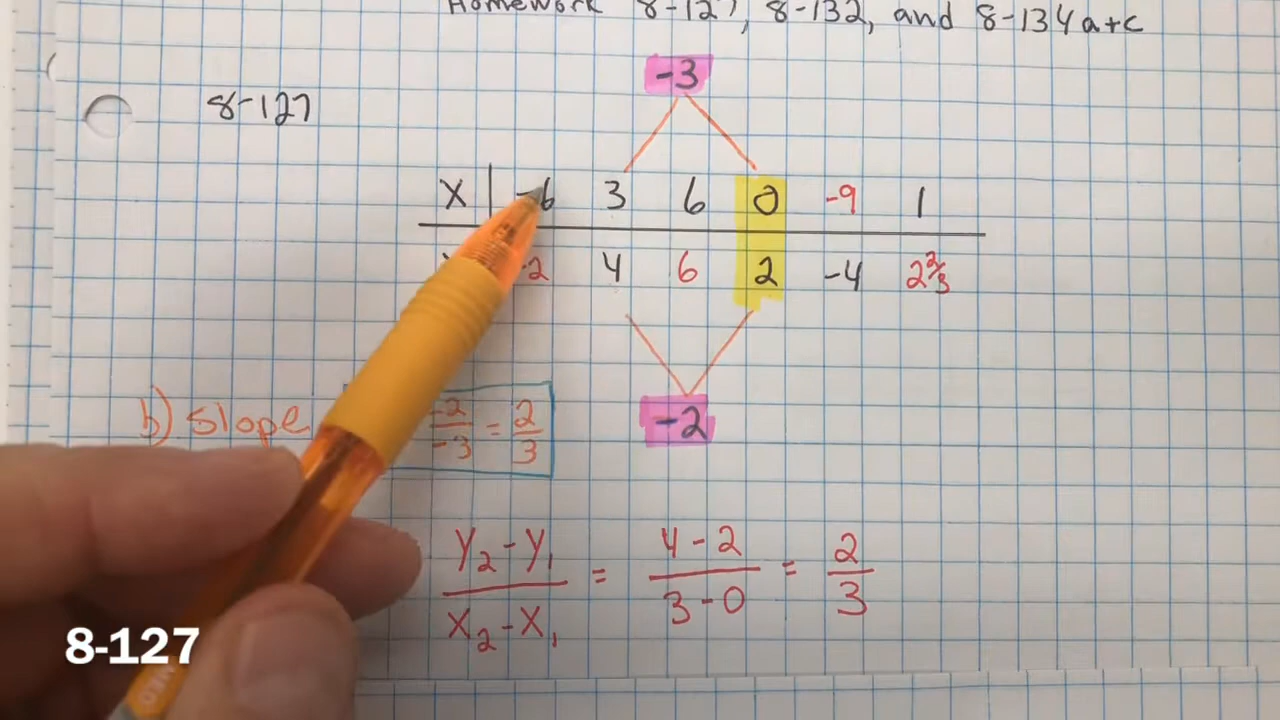 Homework 8-127, 8-132, and 8-134 a+c
8-127
-3
X -6 3 6 0 -9 1
-2 4 6 2 -4 2 2/3
b) slope -2/-3 = 2/3
-2
y₂-y₁/x₂-x₁ = 4-2/3-0 = 2/3
8-127